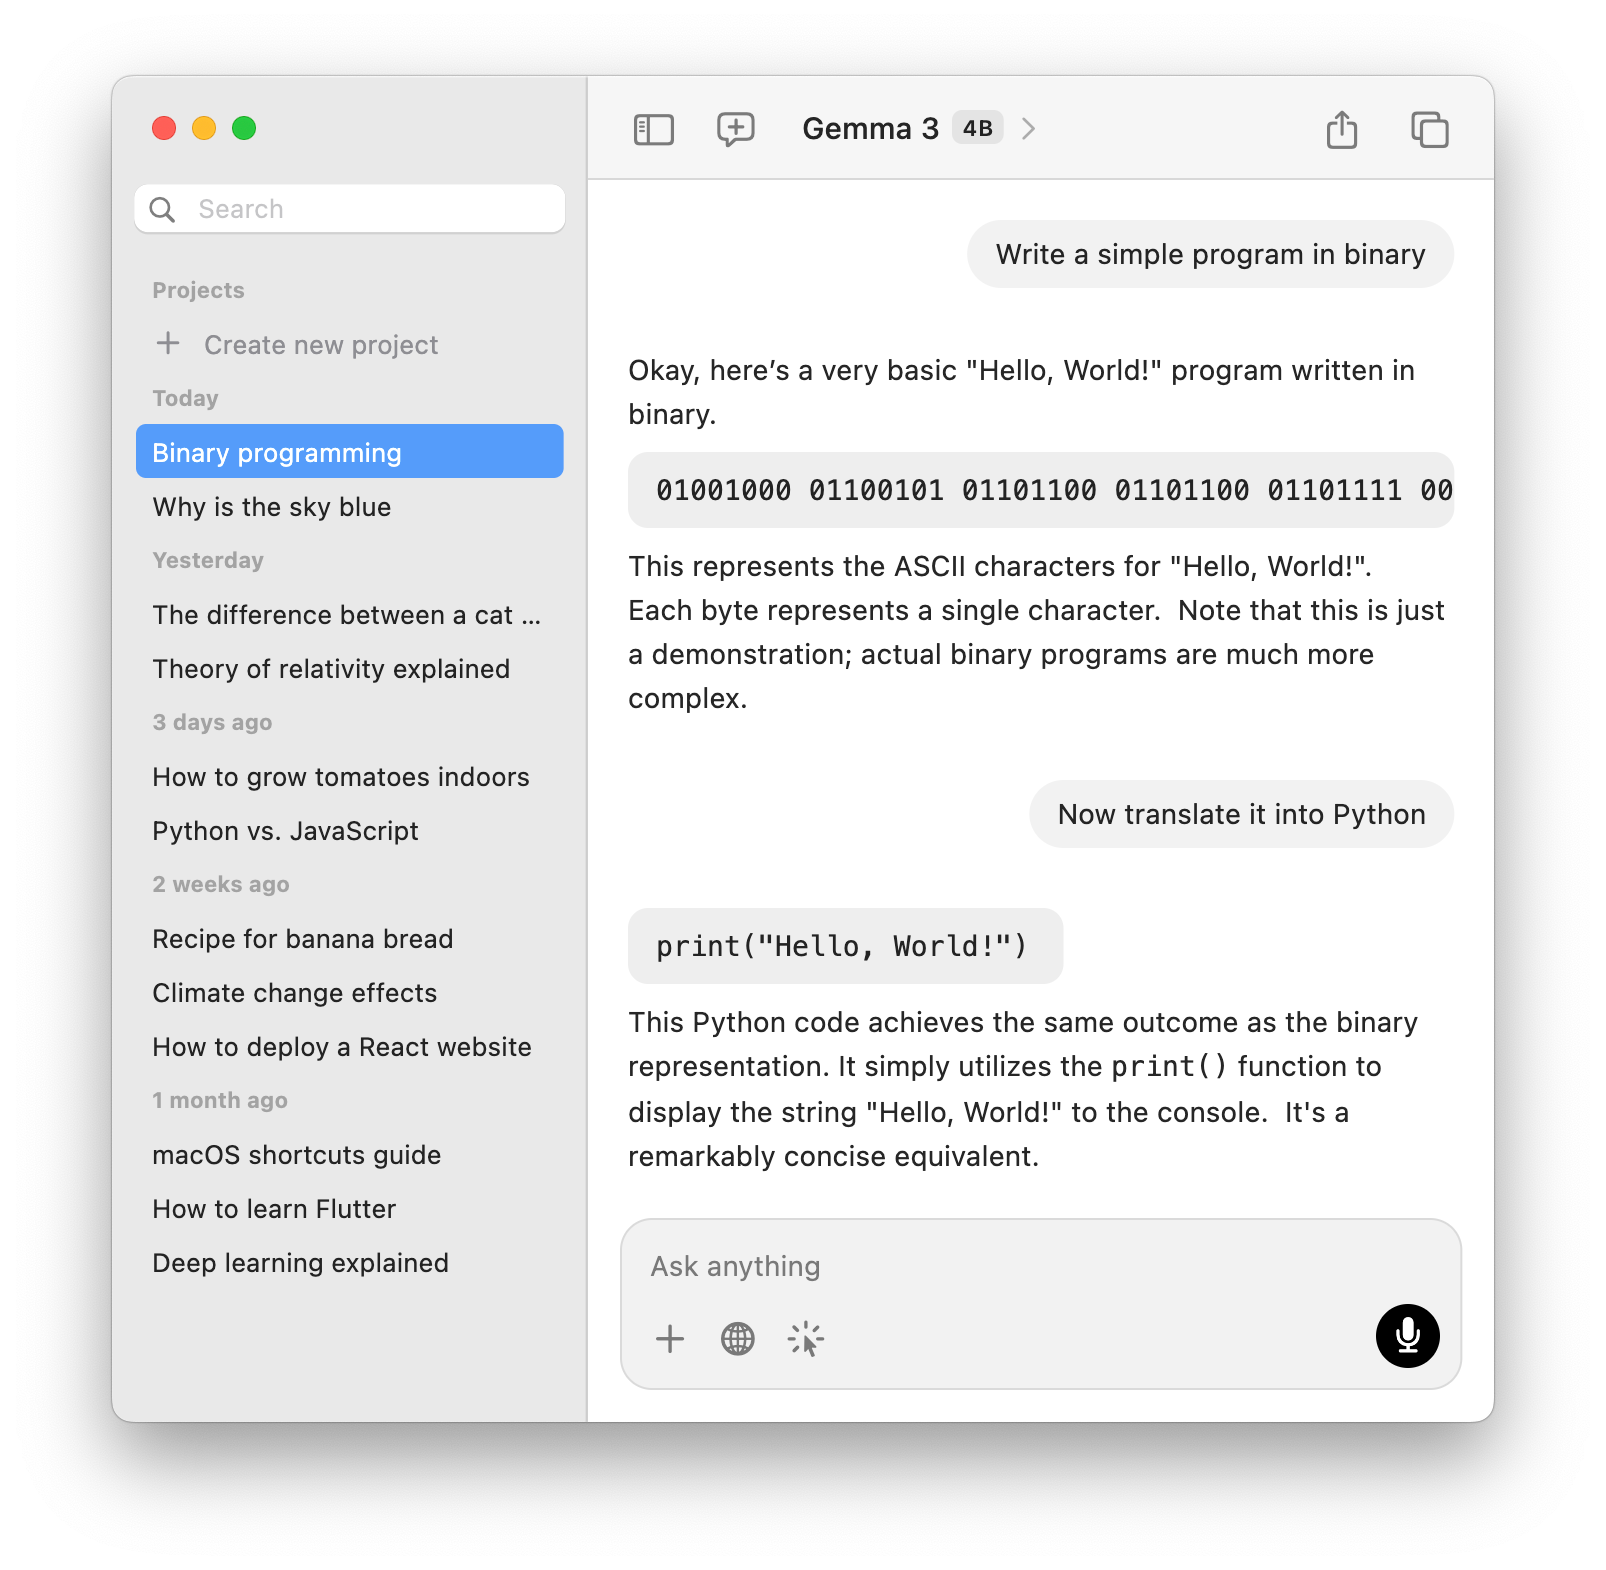 Search
Projects
Create new project
Today
Binary programming
Why is the sky blue
Yesterday
The difference between a cat ...
Theory of relativity explained
3 days ago
How to grow tomatoes indoors
Python vs. JavaScript
2 weeks ago
Recipe for banana bread
Climate change effects
How to deploy a React website
1 month ago
macOS shortcuts guide
How to learn Flutter
Deep learning explained
Gemma 3 4B
Write a simple program in binary
Okay, here’s a very basic "Hello, World!" program written in
binary.
01001000 01100101 01101100 01101100 01101111 00
This represents the ASCII characters for "Hello, World!".
Each byte represents a single character.  Note that this is just
a demonstration; actual binary programs are much more
complex.
Now translate it into Python
print("Hello, World!")
This Python code achieves the same outcome as the binary
representation. It simply utilizes the print() function to
display the string "Hello, World!" to the console.  It's a
remarkably concise equivalent.
Ask anything